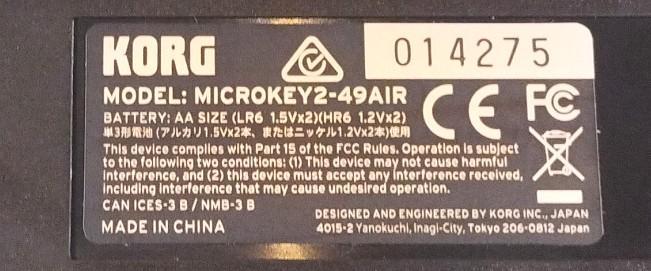 KORG
014275
MODEL: MICROKEY2-49AIR
BATTERY: AA SIZE (LR6 1.5Vx2)(HR6 1.2Vx2)
単3形電池 (アルカリ1.5Vx2本、またはニッケル1.2Vx2本)使用
This device complies with Part 15 of the FCC Rules. Operation is subject
to the following two conditions: (1) This device may not cause harmful
interference, and (2) this device must accept any interference received,
including interference that may cause undesired operation.
CAN ICES-3 B / NMB-3 B
MADE IN CHINA
CE FC
DESIGNED AND ENGINEERED BY KORG INC., JAPAN
4015-2 Yanokuchi, Inagi-City, Tokyo 206-0812 Japan